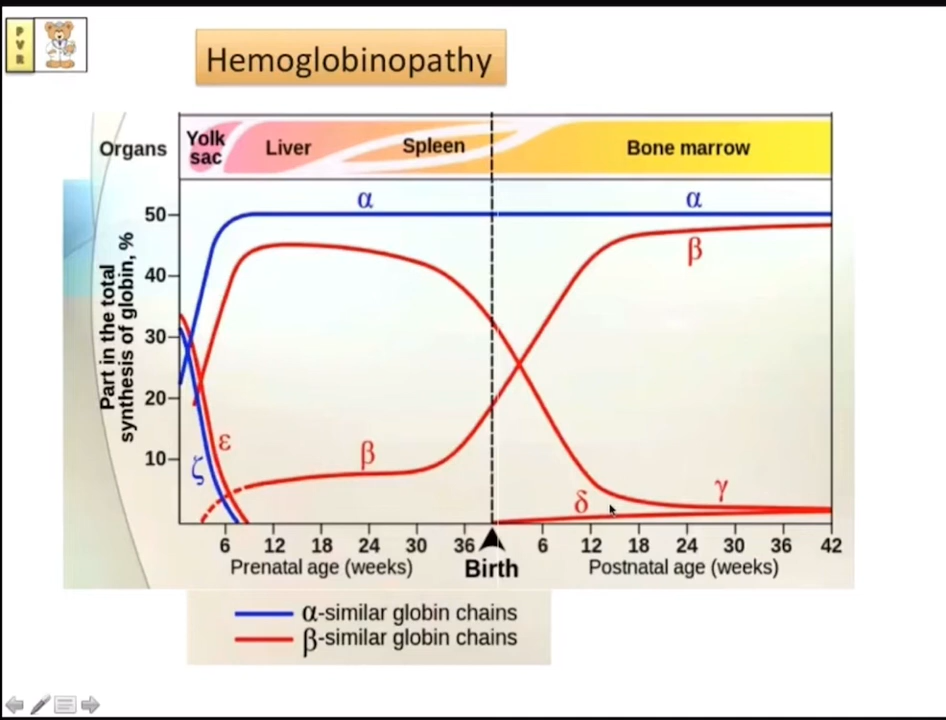 P
V
R
Hemoglobinopathy
Organs
Yolk
sac
Liver
Spleen
Bone marrow
α
α
β
β
ε
ζ
δ
γ
Part in the total
synthesis of globin, %
50
40
30
20
10
6 12 18 24 30 36 6 12 18 24 30 36 42
Prenatal age (weeks) Birth Postnatal age (weeks)
α-similar globin chains
β-similar globin chains